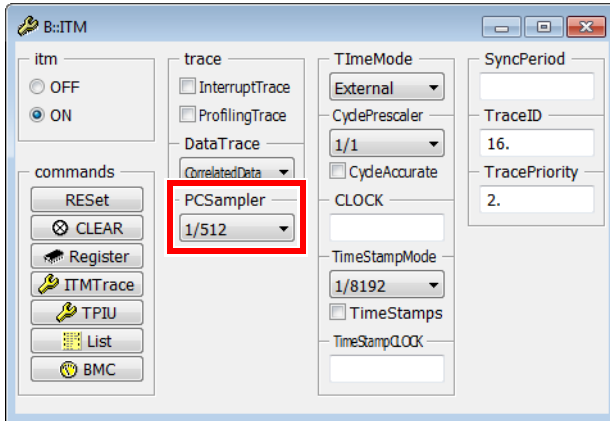 B::ITM
itm
OFF
ON
commands
RESet
CLEAR
Register
ITMTrace
TPIU
List
BMC
trace
InterruptTrace
ProfilingTrace
DataTrace
CorrelatedData
PCSampler
1/512
TImeMode
External
CyclePrescaler
1/1
CycleAccurate
CLOCK
TimeStampMode
1/8192
TimeStamps
TimeStampCLOCK
SyncPeriod
TraceID
16.
TracePriority
2.